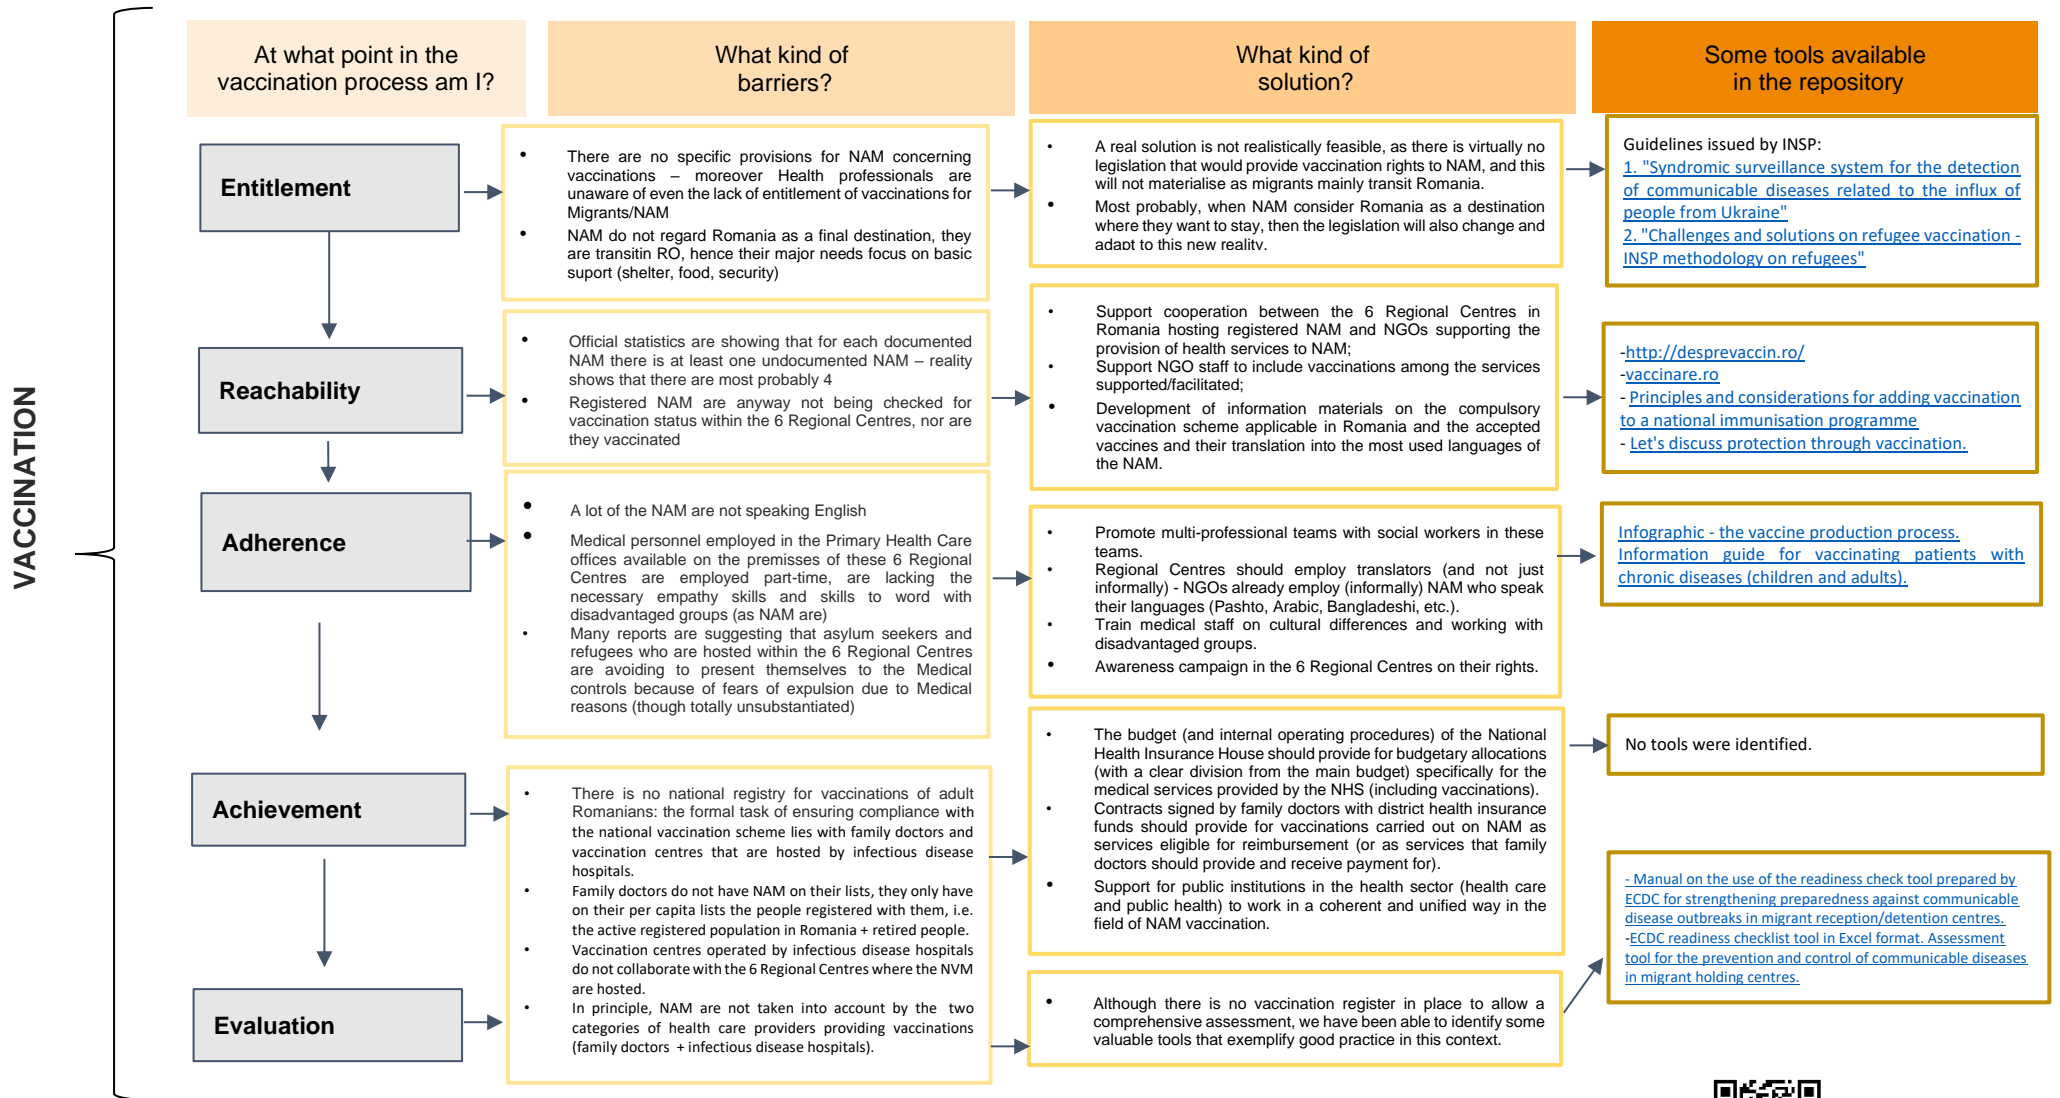 VACCINATION
At what point in the
vaccination process am I?
What kind of
barriers?
What kind of
solution?
Some tools available
in the repository
Entitlement
• There are no specific provisions for NAM concerning
vaccinations – moreover Health professionals are
unaware of even the lack of entitlement of vaccinations for
Migrants/NAM
• NAM do not regard Romania as a final destination, they
are transitin RO, hence their major needs focus on basic
suport (shelter, food, security)
• A real solution is not realistically feasible, as there is virtually no
legislation that would provide vaccination rights to NAM, and this
will not materialise as migrants mainly transit Romania.
• Most probably, when NAM consider Romania as a destination
where they want to stay, then the legislation will also change and
adapt to this new reality.
Guidelines issued by INSP:
1. "Syndromic surveillance system for the detection
of communicable diseases related to the influx of
people from Ukraine"
2. "Challenges and solutions on refugee vaccination -
INSP methodology on refugees"
Reachability
• Official statistics are showing that for each documented
NAM there is at least one undocumented NAM – reality
shows that there are most probably 4
• Registered NAM are anyway not being checked for
vaccination status within the 6 Regional Centres, nor are
they vaccinated
• Support cooperation between the 6 Regional Centres in
Romania hosting registered NAM and NGOs supporting the
provision of health services to NAM;
• Support NGO staff to include vaccinations among the services
supported/facilitated;
• Development of information materials on the compulsory
vaccination scheme applicable in Romania and the accepted
vaccines and their translation into the most used languages of
the NAM.
-http://desprevaccin.ro/
-vaccinare.ro
- Principles and considerations for adding vaccination
to a national immunisation programme
- Let's discuss protection through vaccination.
Adherence
• A lot of the NAM are not speaking English
• Medical personnel employed in the Primary Health Care
offices available on the premisses of these 6 Regional
Centres are employed part-time, are lacking the
necessary empathy skills and skills to word with
disadvantaged groups (as NAM are)
• Many reports are suggesting that asylum seekers and
refugees who are hosted within the 6 Regional Centres
are avoiding to present themselves to the Medical
controls because of fears of expulsion due to Medical
reasons (though totally unsubstantiated)
• Promote multi-professional teams with social workers in these
teams.
• Regional Centres should employ translators (and not just
informally) - NGOs already employ (informally) NAM who speak
their languages (Pashto, Arabic, Bangladeshi, etc.).
• Train medical staff on cultural differences and working with
disadvantaged groups.
• Awareness campaign in the 6 Regional Centres on their rights.
Infographic - the vaccine production process.
Information guide for vaccinating patients with
chronic diseases (children and adults).
Achievement
• There is no national registry for vaccinations of adult
Romanians: the formal task of ensuring compliance with
the national vaccination scheme lies with family doctors and
vaccination centres that are hosted by infectious disease
hospitals.
• Family doctors do not have NAM on their lists, they only have
on their per capita lists the people registered with them, i.e.
the active registered population in Romania + retired people.
• Vaccination centres operated by infectious disease hospitals
do not collaborate with the 6 Regional Centres where the NVM
are hosted.
• In principle, NAM are not taken into account by the two
categories of health care providers providing vaccinations
(family doctors + infectious disease hospitals).
• The budget (and internal operating procedures) of the National
Health Insurance House should provide for budgetary allocations
(with a clear division from the main budget) specifically for the
medical services provided by the NHS (including vaccinations).
• Contracts signed by family doctors with district health insurance
funds should provide for vaccinations carried out on NAM as
services eligible for reimbursement (or as services that family
doctors should provide and receive payment for).
• Support for public institutions in the health sector (health care
and public health) to work in a coherent and unified way in the
field of NAM vaccination.
No tools were identified.
Evaluation
• Although there is no vaccination register in place to allow a
comprehensive assessment, we have been able to identify some
valuable tools that exemplify good practice in this context.
- Manual on the use of the readiness check tool prepared by
ECDC for strengthening preparedness against communicable
disease outbreaks in migrant reception/detention centres.
-ECDC readiness checklist tool in Excel format. Assessment
tool for the prevention and control of communicable diseases
in migrant holding centres.